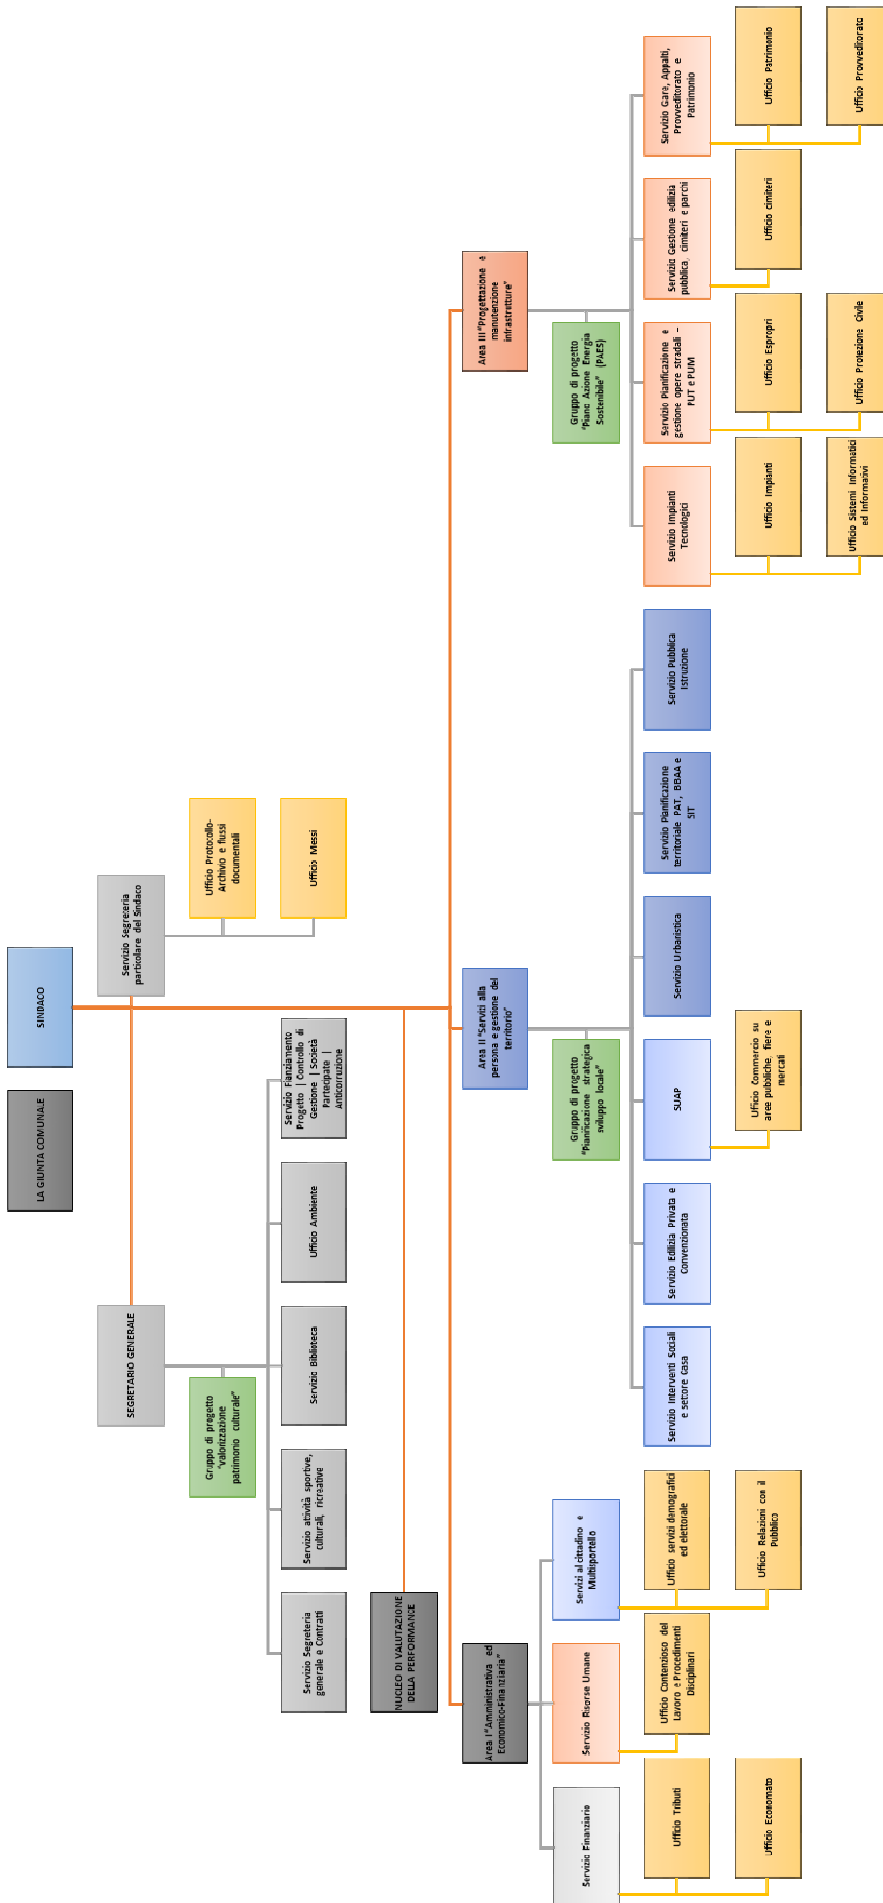 LA GIUNTA COMUNALE
SINDACO
SEGRETARIO GENERALE
Servizio Segreteria
particolare del Sindaco
Gruppo di progetto
"valorizzazione
patrimonio culturale"
Ufficio Protocollo-
Archivio e flussi
documentali
Ufficio Messi
Servizio Segreteria
generale e Contratti
Servizio attività sportive,
culturali, ricreative
Servizio Biblioteca
Ufficio Ambiente
Servizio Fianziamento
Progetto | Controllo di
Gestione | Società
Partecipate |
Anticorruzione
NUCLEO DI VALUTAZIONE
DELLA PERFORMANCE
Area I "Amministrativa ed
Economico-Finanziaria"
Area II "Servizi alla
persona e gestione del
territorio"
Area III "Progettazione e
manutenzione
infrastrutture"
Servizio Finanziario
Servizio Risorse Umane
Servizi al cittadino e
Multisportello
Gruppo di progetto
"Pianificazione strategica
sviluppo locale"
Gruppo di progetto
"Piano Azione Energia
Sostenibile" (PAES)
Ufficio Tributi
Ufficio Contenzioso del
Lavoro e Procedimenti
Disciplinari
Ufficio servizi demografici
ed elettorale
Servizio Interventi Sociali
e settore Casa
Servizio Edilizia Privata e
Convenzionata
SUAP
Servizio Urbanistica
Servizio Pianificazione
territoriale PAT, BBAA e
SIT
Servizio Pubblica
Istruzione
Servizio Impianti
Tecnologici
Servizio Pianificazione e
gestione opere stradali –
PUT e PUM
Servizio Gestione edilizia
pubblica, cimiteri e parchi
Servizio Gare, Appalti,
Provveditorato e
Patrimonio
Ufficio Economato
Ufficio Relazioni con il
Pubblico
Ufficio Commercio su
aree pubbliche, fiere e
mercati
Ufficio Impianti
Ufficio Espropri
Ufficio cimiteri
Ufficio Patrimonio
Ufficio Sistemi Informatici
ed Informativi
Ufficio Protezione Civile
Ufficio Provveditorato